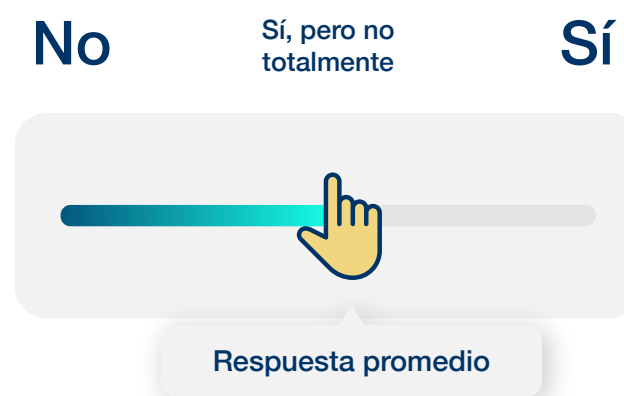 No
Sí, pero no
totalmente
Sí
Respuesta promedio